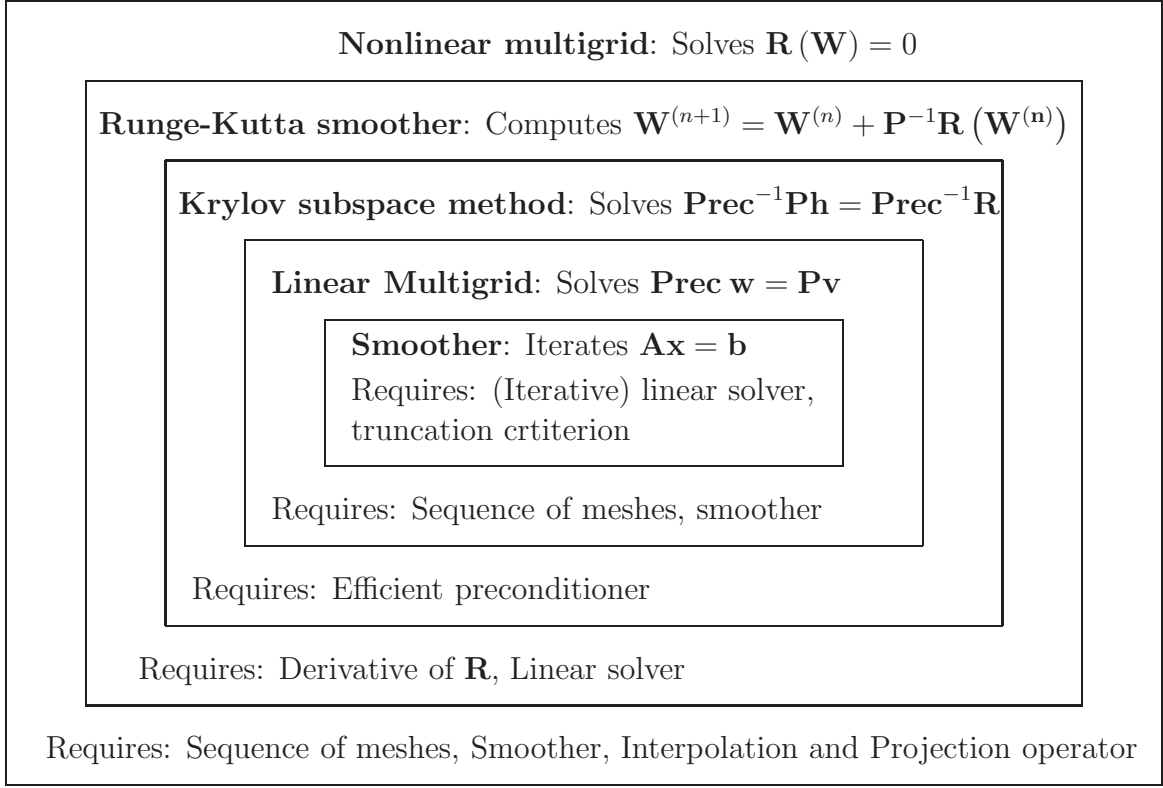 Nonlinear multigrid: Solves R (W) = 0
Runge-Kutta smoother: Computes W⁽ⁿ⁺¹⁾ = W⁽ⁿ⁾ + P⁻¹R (W⁽ⁿ⁾)
Krylov subspace method: Solves Prec⁻¹Ph = Prec⁻¹R
Linear Multigrid: Solves Prec w = Pv
Smoother: Iterates Ax = b
Requires: (Iterative) linear solver,
truncation crtiterion
Requires: Sequence of meshes, smoother
Requires: Efficient preconditioner
Requires: Derivative of R, Linear solver
Requires: Sequence of meshes, Smoother, Interpolation and Projection operator